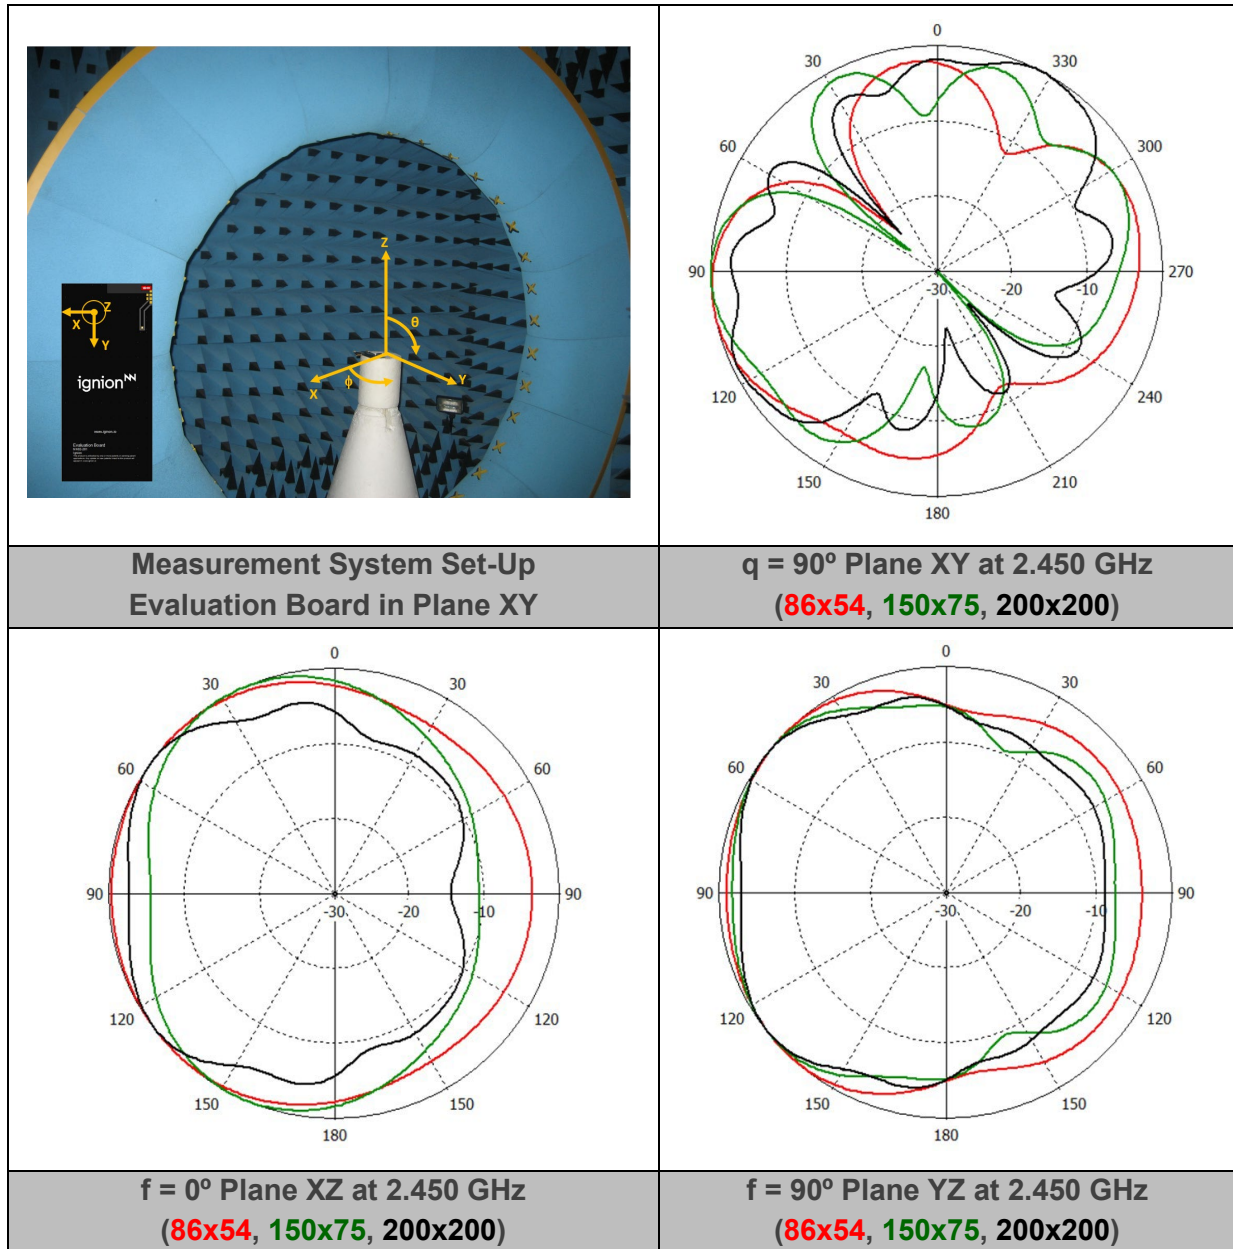 Z
θ
X
ϕ
Y
Z
X
Y
ignion
www.ignion.io
Evaluation Board
Measurement System Set-Up
Evaluation Board in Plane XY
0
30
330
60
300
90
-30
-20
-10
270
120
240
150
210
180
q = 90º Plane XY at 2.450 GHz
(86x54, 150x75, 200x200)
0
30
30
60
60
90
-30
-20
-10
90
120
120
150
150
180
f = 0º Plane XZ at 2.450 GHz
(86x54, 150x75, 200x200)
0
30
30
60
60
90
-30
-20
-10
90
120
120
150
150
180
f = 90º Plane YZ at 2.450 GHz
(86x54, 150x75, 200x200)